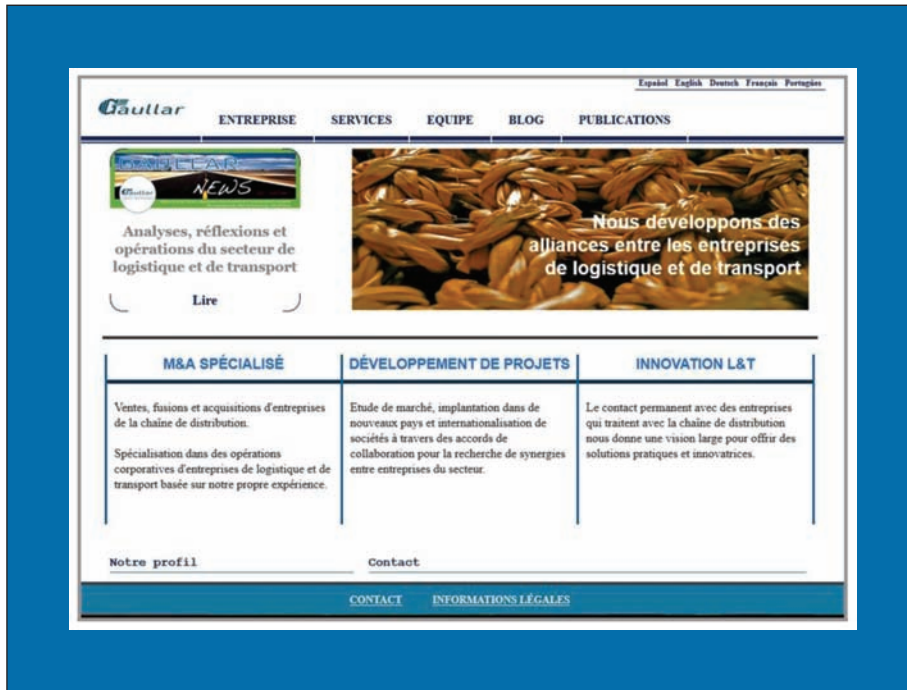 Español English Deutsch Français Portugües
Gaullar
ENTREPRISE SERVICES EQUIPE BLOG PUBLICATIONS
GAULLAR
NEWS
Gaullar
Analyses, réflexions et
opérations du secteur de
logistique et de transport
Lire
Nous développons des
alliances entre les entreprises
de logistique et de transport
M&A SPÉCIALISÉ
Ventes, fusions et acquisitions d'entreprises
de la chaîne de distribution.
Spécialisation dans des opérations
corporatives d'entreprises de logistique et de
transport basée sur notre propre expérience.
DÉVELOPPEMENT DE PROJETS
Etude de marché, implantation dans de
nouveaux pays et internationalisation de
sociétés à travers des accords de
collaboration pour la recherche de synergies
entre entreprises du secteur.
INNOVATION L&T
Le contact permanent avec des entreprises
qui traitent avec la chaîne de distribution
nous donne une vision large pour offrir des
solutions pratiques et innovatrices.
Notre profil
Contact
CONTACT INFORMATIONS LÉGALES